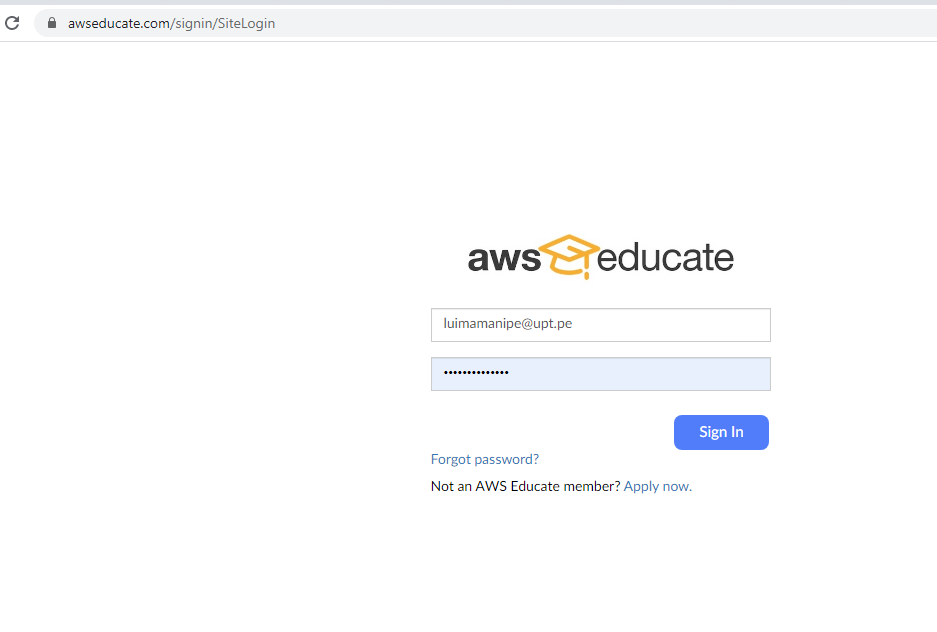 awseducate.com/signin/SiteLogin
aws educate
luimamanipe@upt.pe
••••••••••••••
Sign In
Forgot password?
Not an AWS Educate member? Apply now.